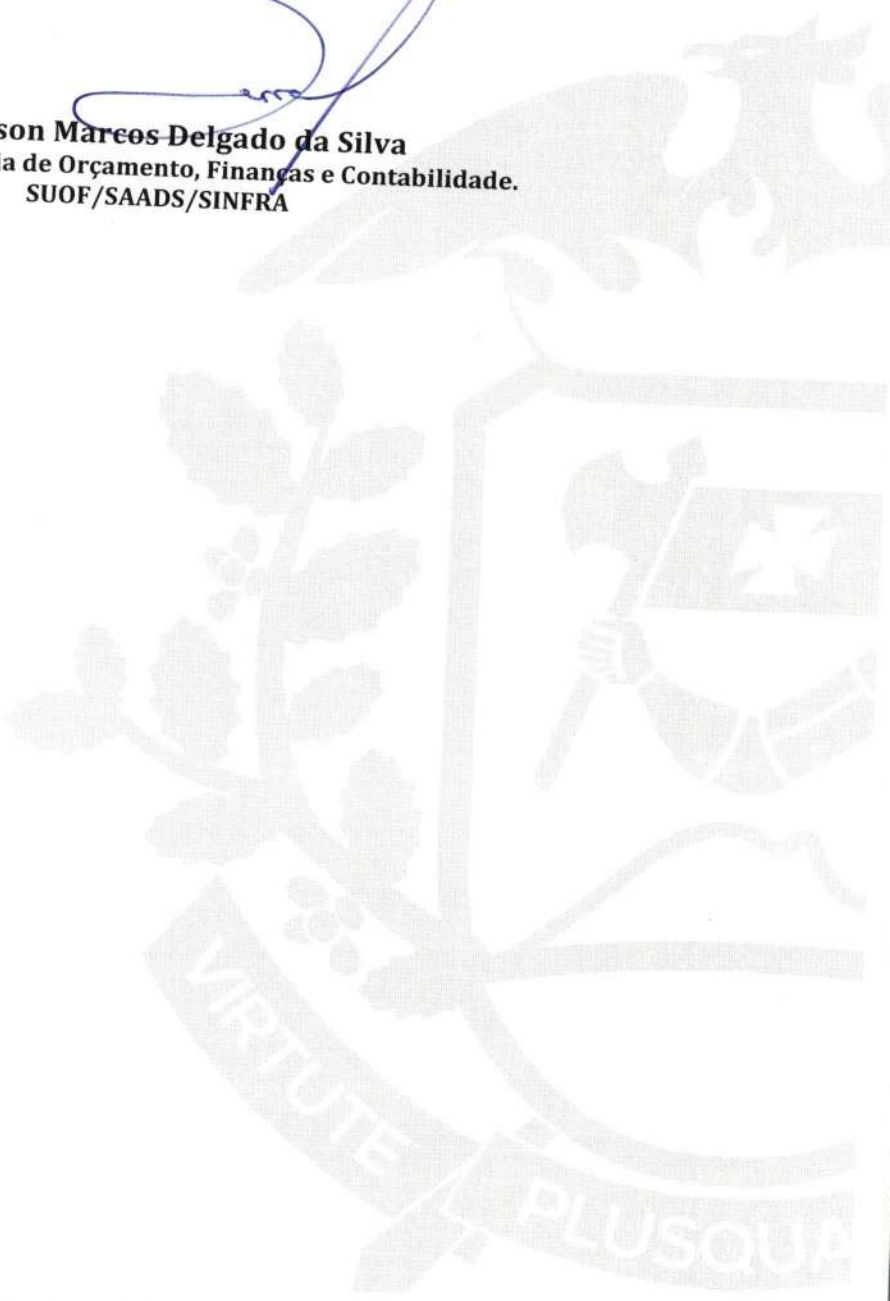 son Marcos Delgado da Silva
ia de Orçamento, Finanças e Contabilidade.
SUOF/SAADS/SINFRA
VIRTUTE PLUSQUA